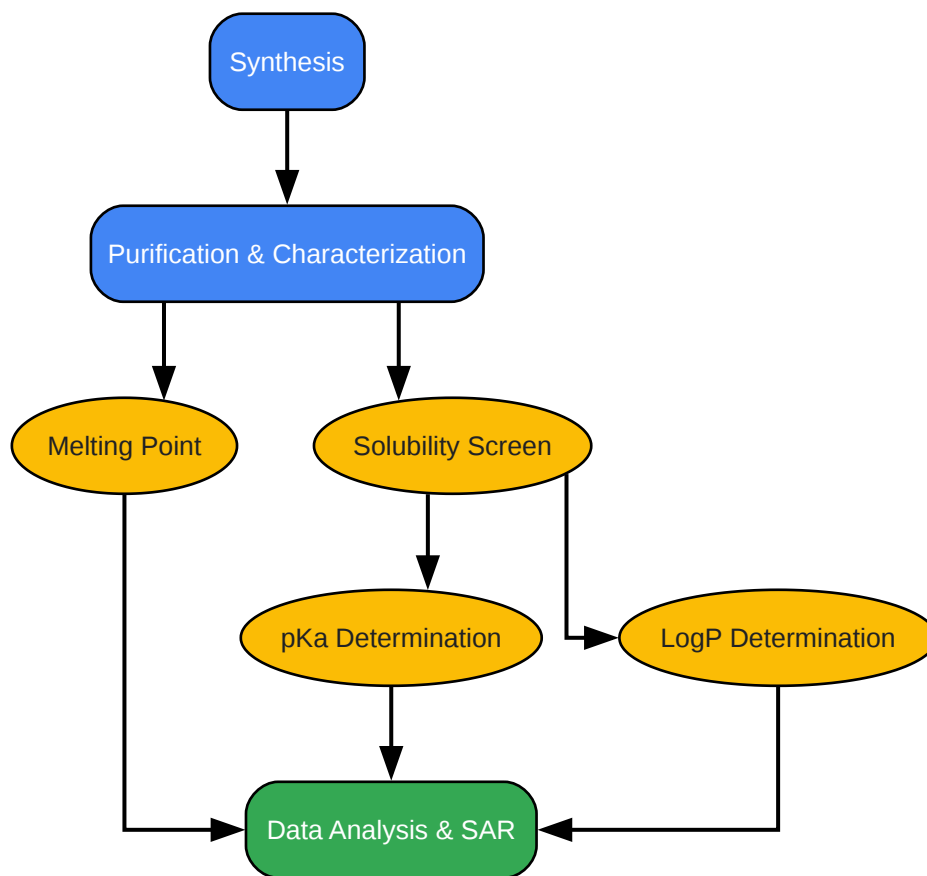 Synthesis
Purification & Characterization
Melting Point
Solubility Screen
pKa Determination
LogP Determination
Data Analysis & SAR